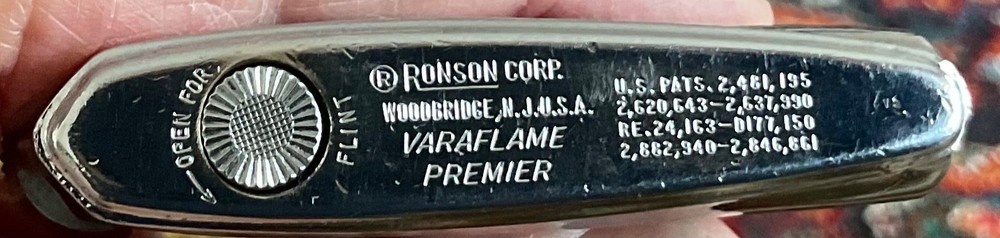 OPEN FOR
FLINT
® RONSON CORP.
WOODBRIDGE, N.J.U.S.A.
VARAFLAME
PREMIER
U.S. PATS. 2,461,195
2,620,643-2,637,990
RE. 24,163-D177,150
2,882,940-2,846,861